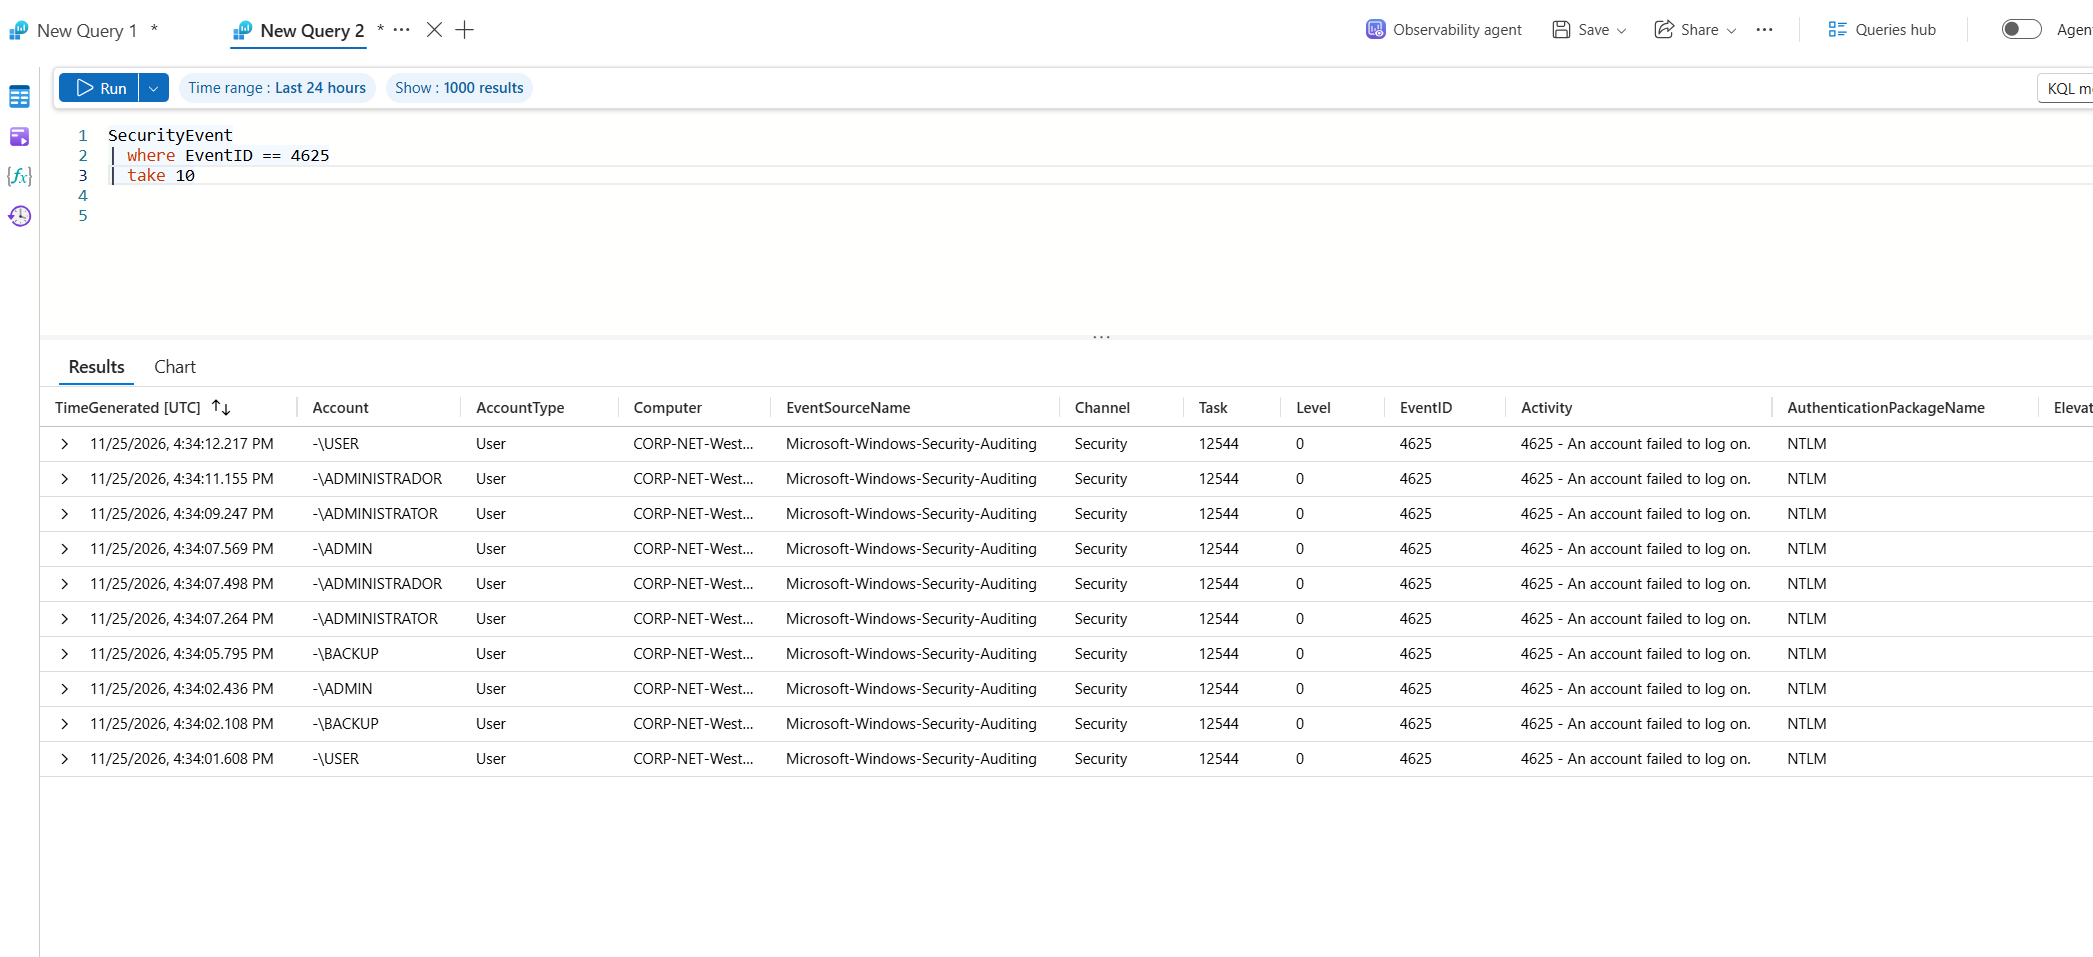 New Query 1 * New Query 2 * ··· Observability agent Save Share ··· Queries hub Agen
Run Time range : Last 24 hours Show : 1000 results KQL m
1 SecurityEvent
2 | where EventID == 4625
3 | take 10
4
5
Results Chart
TimeGenerated [UTC] Account AccountType Computer EventSourceName Channel Task Level EventID Activity AuthenticationPackageName Elevat
11/25/2026, 4:34:12.217 PM -\USER User CORP-NET-West... Microsoft-Windows-Security-Auditing Security 12544 0 4625 4625 - An account failed to log on. NTLM
11/25/2026, 4:34:11.155 PM -\ADMINISTRADOR User CORP-NET-West... Microsoft-Windows-Security-Auditing Security 12544 0 4625 4625 - An account failed to log on. NTLM
11/25/2026, 4:34:09.247 PM -\ADMINISTRATOR User CORP-NET-West... Microsoft-Windows-Security-Auditing Security 12544 0 4625 4625 - An account failed to log on. NTLM
11/25/2026, 4:34:07.569 PM -\ADMIN User CORP-NET-West... Microsoft-Windows-Security-Auditing Security 12544 0 4625 4625 - An account failed to log on. NTLM
11/25/2026, 4:34:07.498 PM -\ADMINISTRADOR User CORP-NET-West... Microsoft-Windows-Security-Auditing Security 12544 0 4625 4625 - An account failed to log on. NTLM
11/25/2026, 4:34:07.264 PM -\ADMINISTRATOR User CORP-NET-West... Microsoft-Windows-Security-Auditing Security 12544 0 4625 4625 - An account failed to log on. NTLM
11/25/2026, 4:34:05.795 PM -\BACKUP User CORP-NET-West... Microsoft-Windows-Security-Auditing Security 12544 0 4625 4625 - An account failed to log on. NTLM
11/25/2026, 4:34:02.436 PM -\ADMIN User CORP-NET-West... Microsoft-Windows-Security-Auditing Security 12544 0 4625 4625 - An account failed to log on. NTLM
11/25/2026, 4:34:02.108 PM -\BACKUP User CORP-NET-West... Microsoft-Windows-Security-Auditing Security 12544 0 4625 4625 - An account failed to log on. NTLM
11/25/2026, 4:34:01.608 PM -\USER User CORP-NET-West... Microsoft-Windows-Security-Auditing Security 12544 0 4625 4625 - An account failed to log on. NTLM